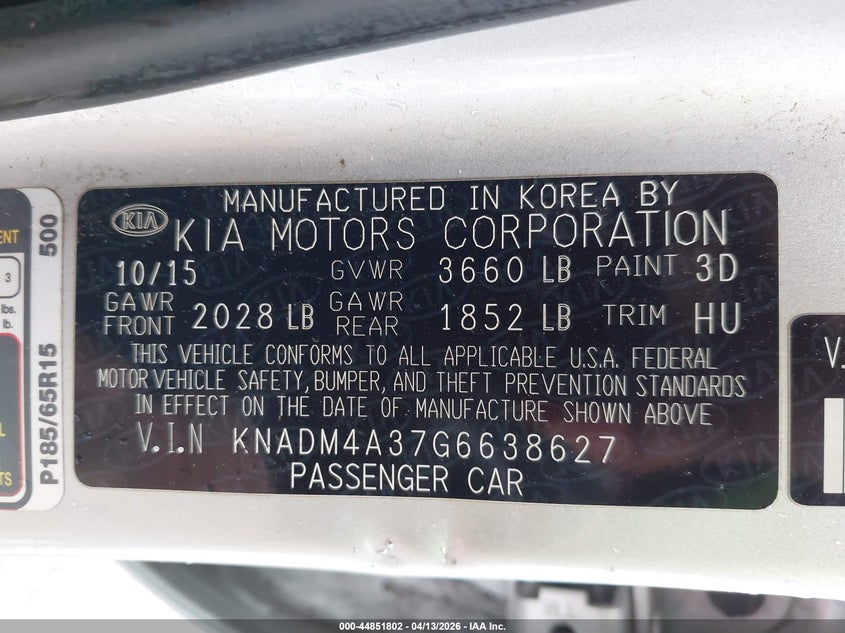 MANUFACTURED IN KOREA BY
KIA KIA MOTORS CORPORATION
10/15 GVWR 3660 LB PAINT 3D
GAWR FRONT 2028 LB GAWR REAR 1852 LB TRIM HU
THIS VEHICLE CONFORMS TO ALL APPLICABLE U.S.A. FEDERAL
MOTOR VEHICLE SAFETY, BUMPER, AND THEFT PREVENTION STANDARDS
IN EFFECT ON THE DATE OF MANUFACTURE SHOWN ABOVE
V.I.N KNADM4A37G6638627
PASSENGER CAR
P185/65R15 500
3
lbs.
lb.
V.
000-44851802 - 04/13/2026 - IAA Inc.